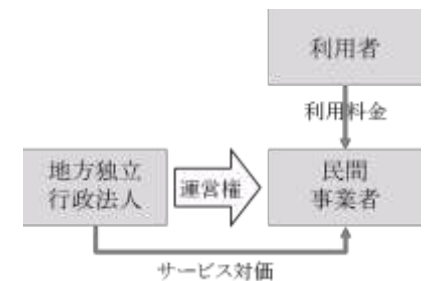 利用者
利用料金
地方独立
行政法人
運営権
民間
事業者
サービス対価